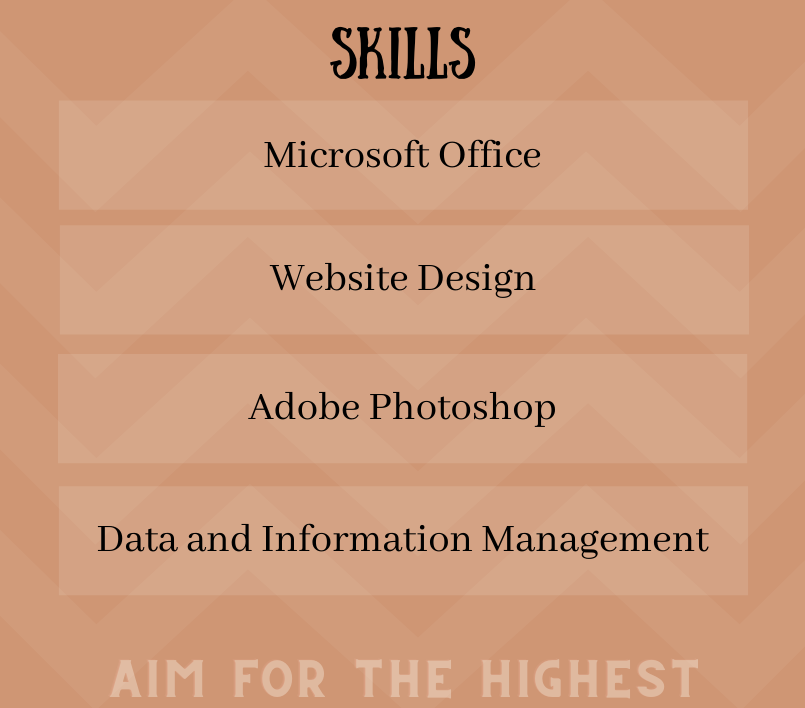 SKILLS
Microsoft Office
Website Design
Adobe Photoshop
Data and Information Management
AIM FOR THE HIGHEST